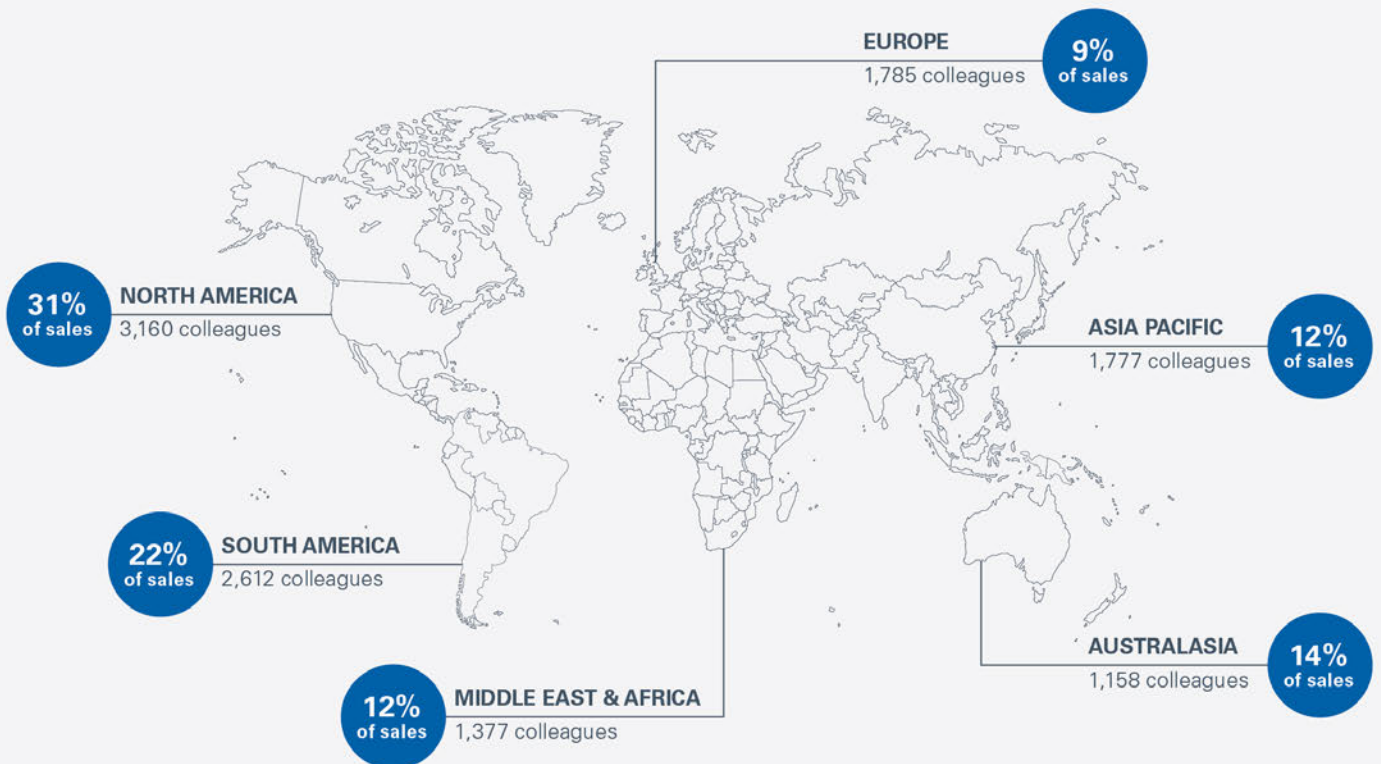 EUROPE
1,785 colleagues
9%
of sales
31%
of sales
NORTH AMERICA
3,160 colleagues
ASIA PACIFIC
1,777 colleagues
12%
of sales
22%
of sales
SOUTH AMERICA
2,612 colleagues
AUSTRALASIA
1,158 colleagues
14%
of sales
12%
of sales
MIDDLE EAST & AFRICA
1,377 colleagues